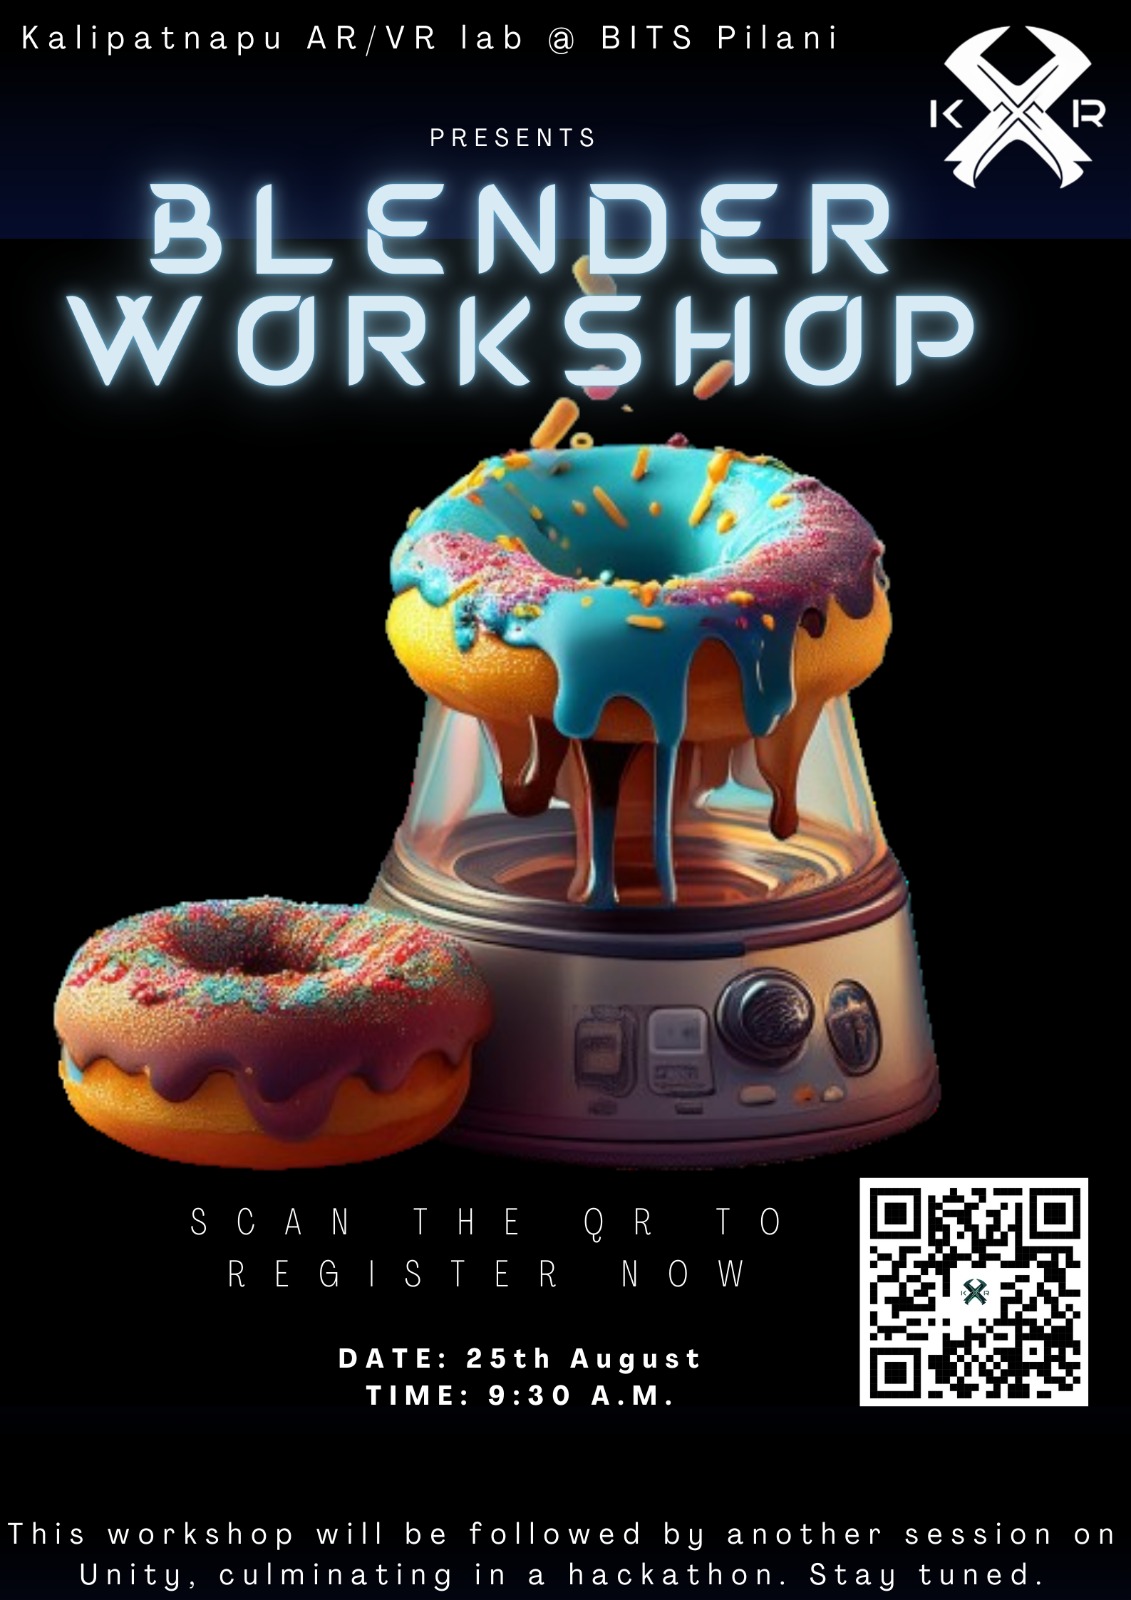 Kalipatnapu AR/VR lab @ BITS Pilani
K X R
PRESENTS
BLENDER
WORKSHOP
SCAN THE QR TO
REGISTER NOW
DATE: 25th August
TIME: 9:30 A.M.
This workshop will be followed by another session on
Unity, culminating in a hackathon. Stay tuned.